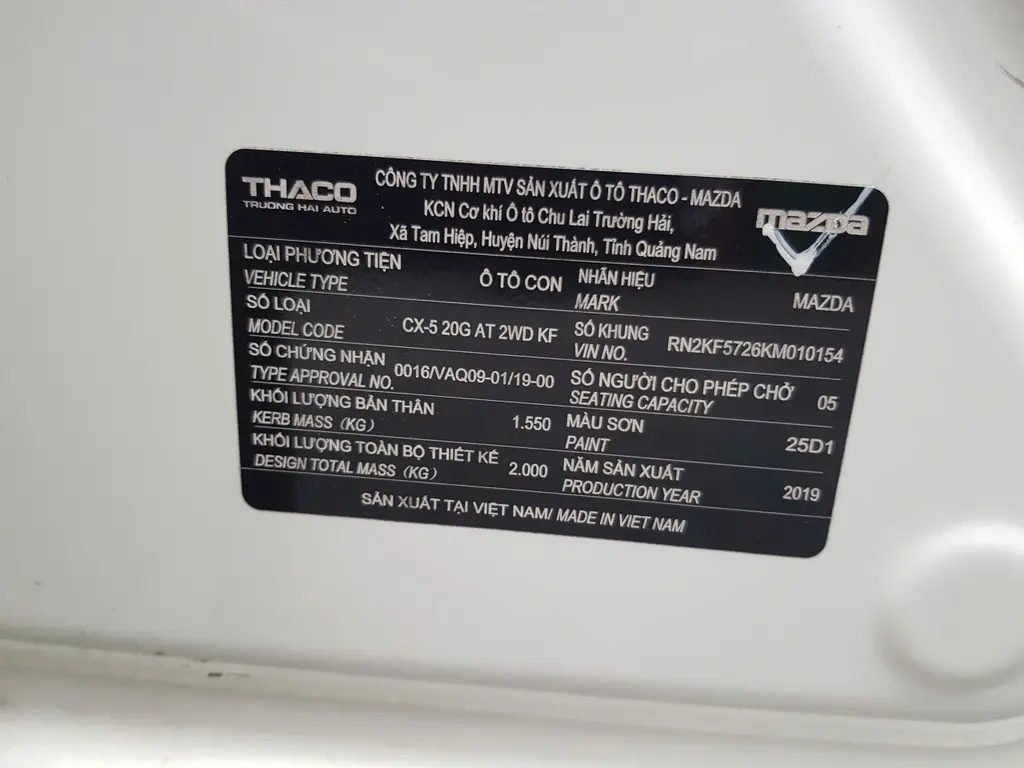 THACO
TRUONG HAI AUTO
CÔNG TY TNHH MTV SẢN XUẤT Ô TÔ THACO - MAZDA
KCN Cơ khí Ô tô Chu Lai Trường Hải,
Xã Tam Hiệp, Huyện Núi Thành, Tỉnh Quảng Nam
mazda
LOẠI PHƯƠNG TIỆN
VEHICLE TYPE
Ô TÔ CON
NHÃN HIỆU
MARK
MAZDA
SỐ LOẠI
MODEL CODE
CX-5 20G AT 2WD KF
SỐ KHUNG
VIN NO.
RN2KF5726KM010154
SỐ CHỨNG NHẬN
TYPE APPROVAL NO.
0016/VAQ09-01/19-00
SỐ NGƯỜI CHO PHÉP CHỞ
SEATING CAPACITY
05
KHỐI LƯỢNG BẢN THÂN
KERB MASS (KG)
1.550
MÀU SƠN
PAINT
25D1
KHỐI LƯỢNG TOÀN BỘ THIẾT KẾ
DESIGN TOTAL MASS (KG)
2.000
NĂM SẢN XUẤT
PRODUCTION YEAR
2019
SẢN XUẤT TẠI VIỆT NAM/ MADE IN VIET NAM